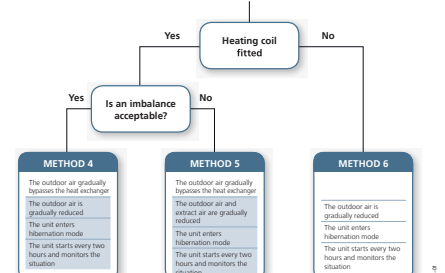 Yes
Heating coil
fitted
No
Yes
Is an imbalance
acceptable?
No
METHOD 4
The outdoor air gradually
bypasses the heat exchanger
The outdoor air is
gradually reduced
The unit enters
hibernation mode
The unit starts every two
hours and monitors the
situation
METHOD 5
The outdoor air gradually
bypasses the heat exchanger
The outdoor air and
extract air are gradually
reduced
The unit enters
hibernation mode
The unit starts every two
hours and monitors the
situation
METHOD 6
The outdoor air is
gradually reduced
The unit enters
hibernation mode
The unit starts every two
hours and monitors the
situation